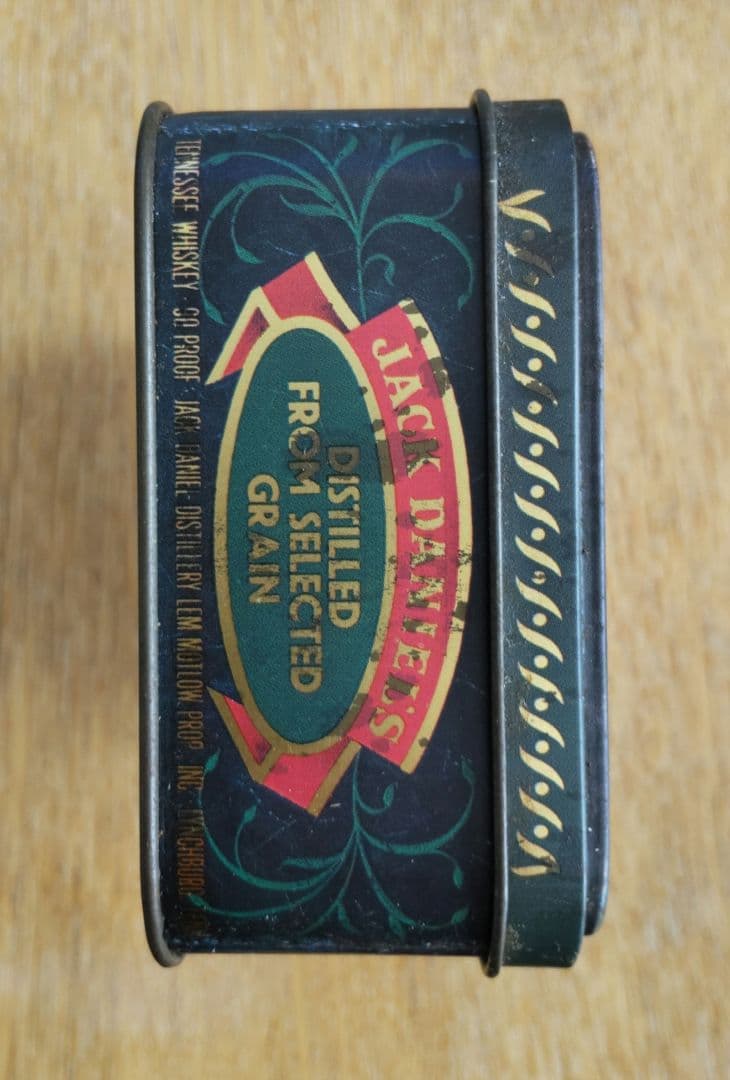 JACK DANIEL'S
DISTILLED
FROM SELECTED
GRAIN
TENNESSEE WHISKEY · 90 PROOF · JACK DANIEL DISTILLERY LEM MOTLOW, PROP., INC · LYNCHBURG,